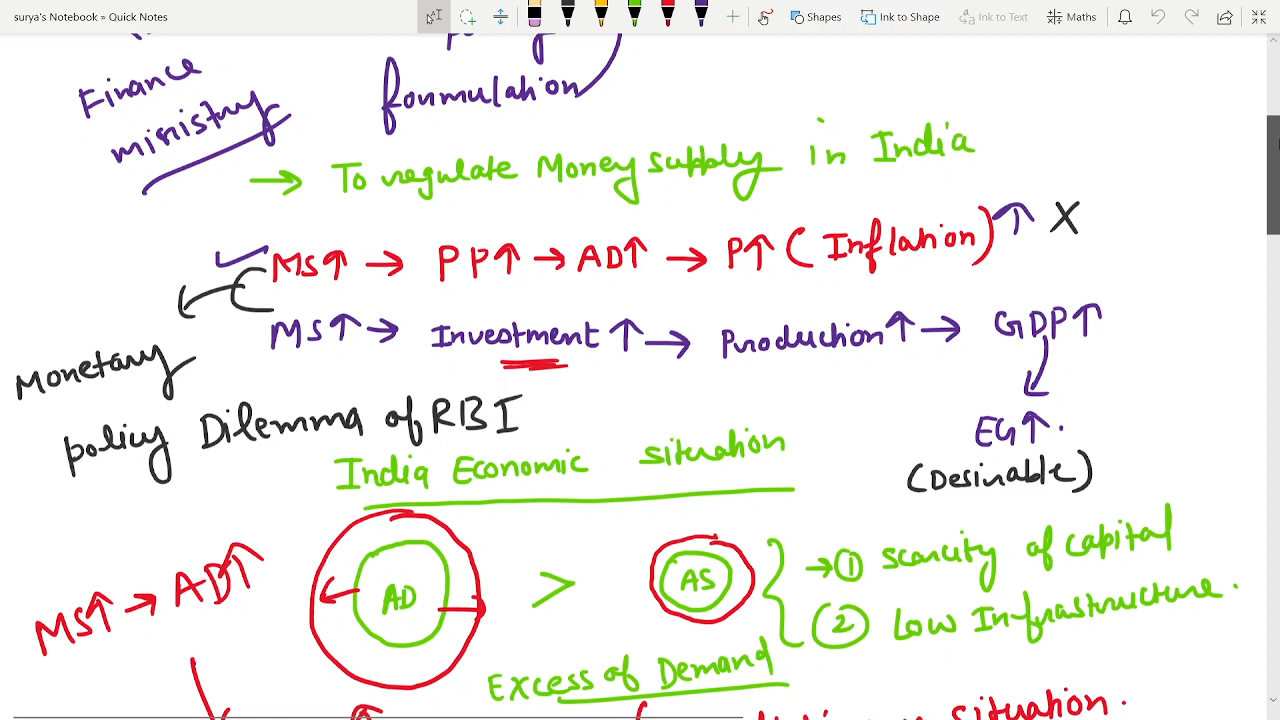 surya's Notebook » Quick Notes
Shapes Ink to Shape Ink to Text Maths
Finance
ministry
formulation
→ To regulate Money supply in India
MS↑ → PP↑ → AD↑ → P↑ (Inflation)↑ X
MS↑ → Investment ↑ → Production ↑ → GDP↑
EG↑.
(Desirable)
Monetary
policy Dilemma of RBI
India Economic situation
MS↑ → AD↑
AD > AS
→ ① scarcity of capital
② Low Infrastructure.
Excess of Demand
situation.